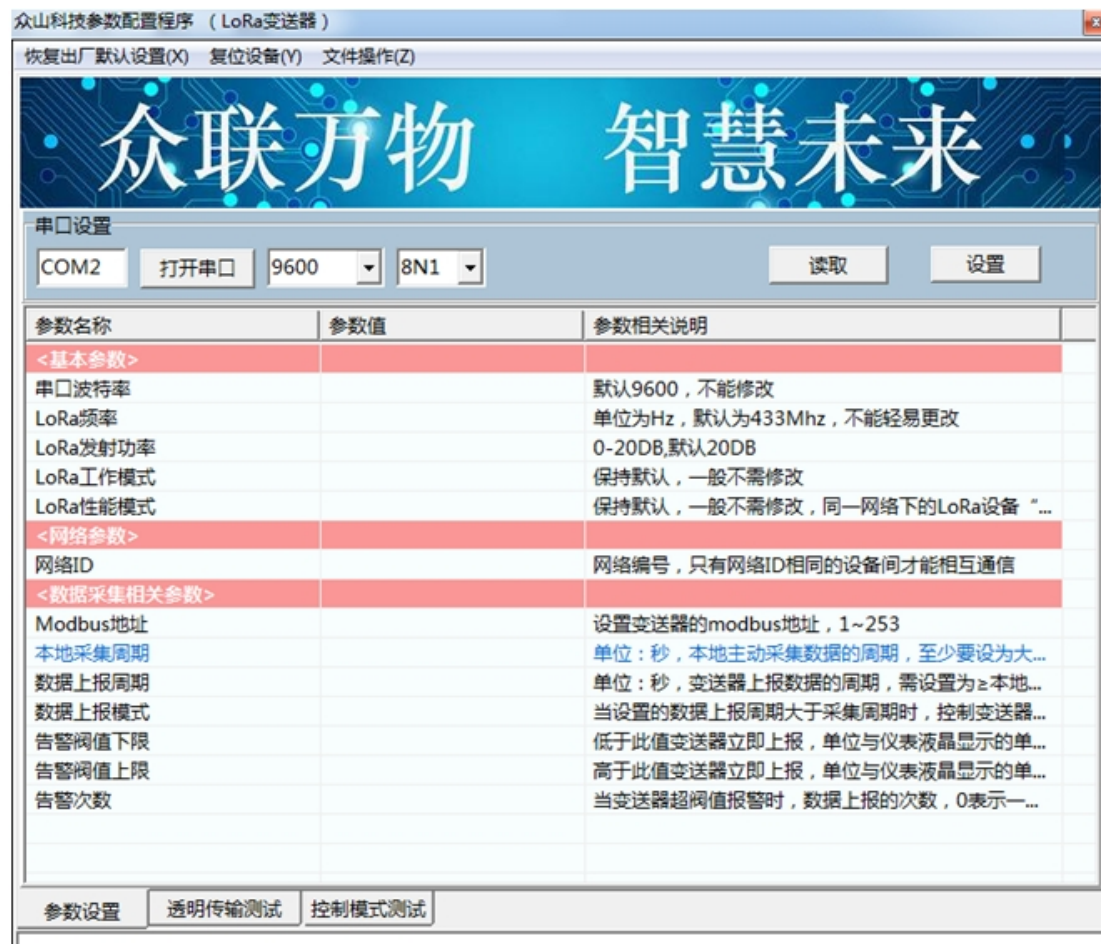 众山科技参数配置程序 （LoRa变送器）
恢复出厂默认设置(X) 复位设备(Y) 文件操作(Z)
众联万物 智慧未来
串口设置
COM2 打开串口 9600 8N1 读取 设置
参数名称 参数值 参数相关说明
<基本参数>
串口波特率 默认9600，不能修改
LoRa频率 单位为Hz，默认为433Mhz，不能轻易更改
LoRa发射功率 0-20DB,默认20DB
LoRa工作模式 保持默认，一般不需修改
LoRa性能模式 保持默认，一般不需修改，同一网络下的LoRa设备“...
<网络参数>
网络ID 网络编号，只有网络ID相同的设备间才能相互通信
<数据采集相关参数>
Modbus地址 设置变送器的modbus地址，1~253
本地采集周期 单位：秒，本地主动采集数据的周期，至少要设为大...
数据上报周期 单位：秒，变送器上报数据的周期，需设置为≥本地...
数据上报模式 当设置的数据上报周期大于采集周期时，控制变送器...
告警阀值下限 低于此值变送器立即上报，单位与仪表液晶显示的单...
告警阀值上限 高于此值变送器立即上报，单位与仪表液晶显示的单...
告警次数 当变送器超阀值报警时，数据上报的次数，0表示一...
参数设置 透明传输测试 控制模式测试